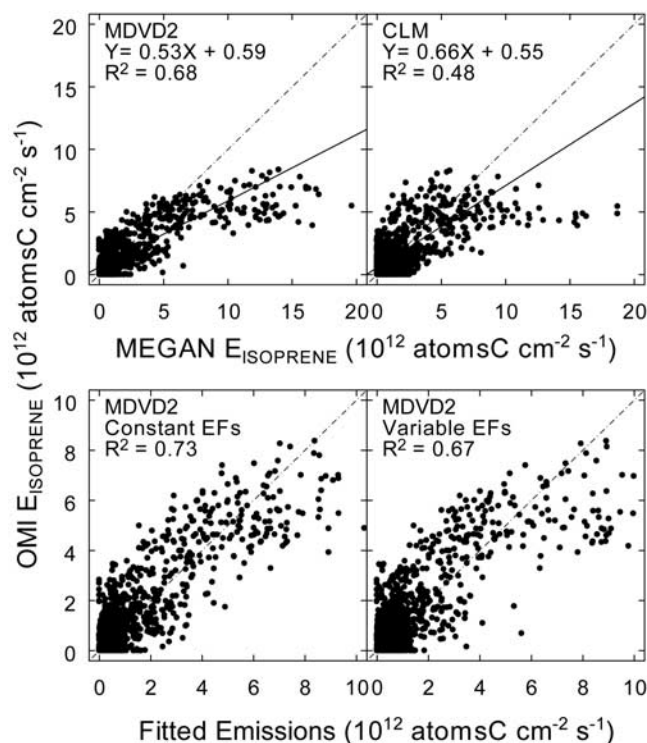 MDVD2
Y= 0.53X + 0.59
R² = 0.68
CLM
Y= 0.66X + 0.55
R² = 0.48
20
15
10
5
0
0 5 10 15 20
0 5 10 15 20
MEGAN E_ISOPRENE (10¹² atomsC cm⁻² s⁻¹)
OMI E_ISOPRENE (10¹² atomsC cm⁻² s⁻¹)
MDVD2
Constant EFs
R² = 0.73
MDVD2
Variable EFs
R² = 0.67
10
8
6
4
2
0
0 2 4 6 8 10
2 4 6 8 10
Fitted Emissions (10¹² atomsC cm⁻² s⁻¹)